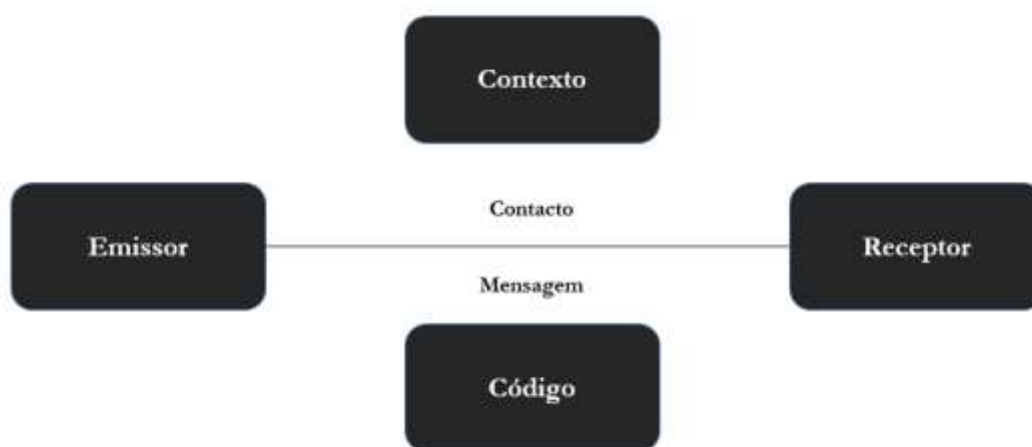 Contexto
Contacto
Emissor
Receptor
Mensagem
Código